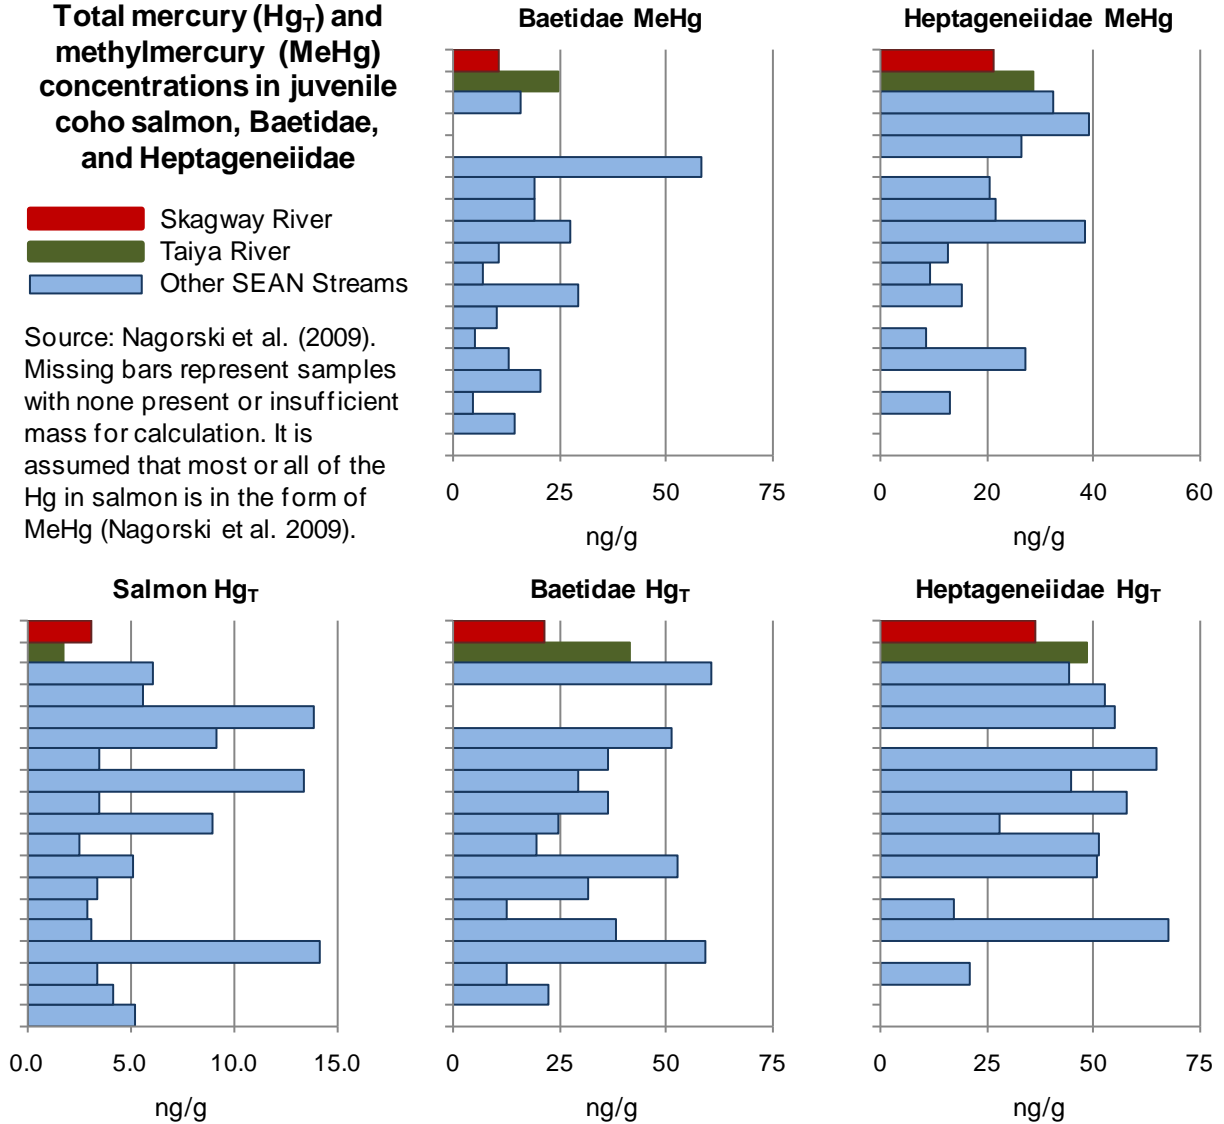 Total mercury (HgT) and
methylmercury (MeHg)
concentrations in juvenile
coho salmon, Baetidae,
and Heptageneiidae
Skagway River
Taiya River
Other SEAN Streams
Source: Nagorski et al. (2009).
Missing bars represent samples
with none present or insufficient
mass for calculation. It is
assumed that most or all of the
Hg in salmon is in the form of
MeHg (Nagorski et al. 2009).
Baetidae MeHg
0 25 50 75
ng/g
Heptageneiidae MeHg
0 20 40 60
ng/g
Salmon HgT
0.0 5.0 10.0 15.0
ng/g
Baetidae HgT
0 25 50 75
ng/g
Heptageneiidae HgT
0 25 50 75
ng/g